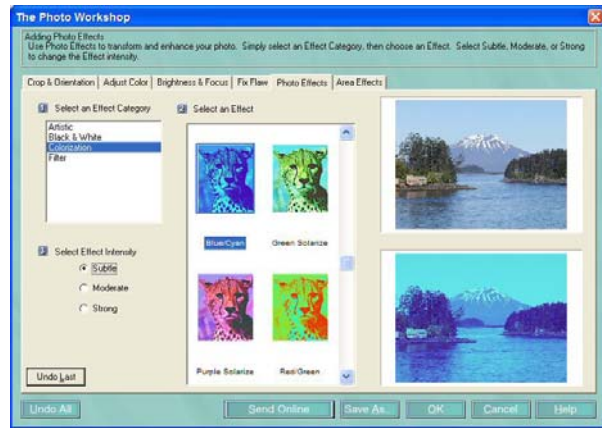 The Photo Workshop
Adding Photo Effects
Use Photo Effects to transform and enhance your photo. Simply select an Effect Category, then choose an Effect. Select Subtle, Moderate, or Strong
to change the Effect intensity.
Crop & Orientation Adjust Color Brightness & Focus Fix Flaw Photo Effects Area Effects
1 Select an Effect Category
Artistic
Black & White
Colorization
Filter
2 Select an Effect
Blue/Cyan Green Solarize
Purple Solarize Red/Green
3 Select Effect Intensity
Subtle
Moderate
Strong
Undo Last
Undo All Send Online Save As... OK Cancel Help